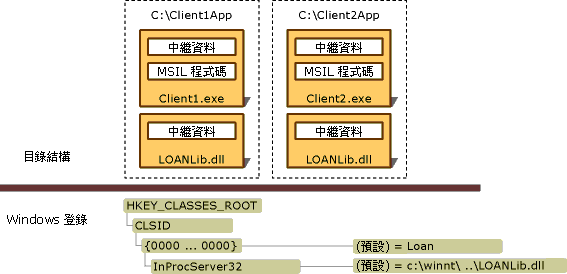 C:\Client1App
C:\Client2App
中繼資料
中繼資料
MSIL 程式碼
MSIL 程式碼
Client1.exe
Client2.exe
中繼資料
中繼資料
目錄結構
LOANLib.dll
LOANLib.dll
Windows 登錄
HKEY_CLASSES_ROOT
CLSID
{0000 ... 0000}
(預設) = Loan
InProcServer32
(預設) = c:\winnt\ ..\LOANLib.dll